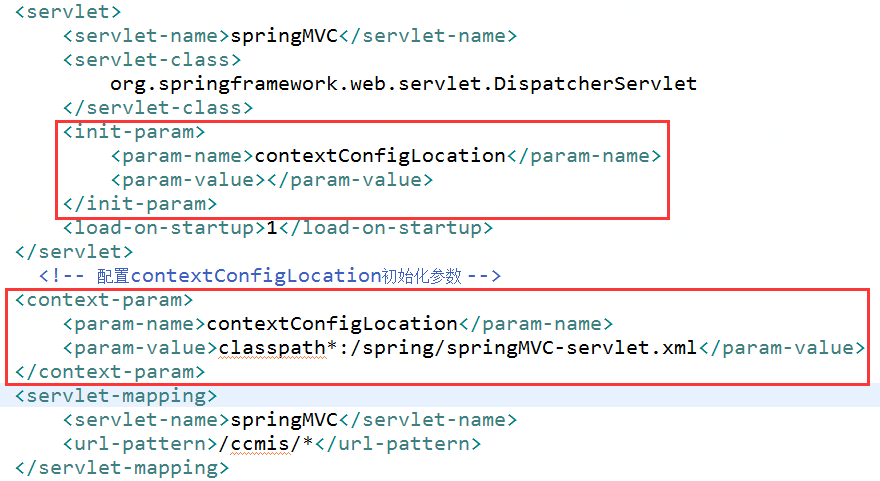 <servlet>
<servlet-name>springMVC</servlet-name>
<servlet-class>
org.springframework.web.servlet.DispatcherServlet
</servlet-class>
<init-param>
<param-name>contextConfigLocation</param-name>
<param-value></param-value>
</init-param>
<load-on-startup>1</load-on-startup>
</servlet>
<!-- 配置contextConfigLocation初始化参数 -->
<context-param>
<param-name>contextConfigLocation</param-name>
<param-value>classpath*:/spring/springMVC-servlet.xml</param-value>
</context-param>
<servlet-mapping>
<servlet-name>springMVC</servlet-name>
<url-pattern>/ccmis/*</url-pattern>
</servlet-mapping>